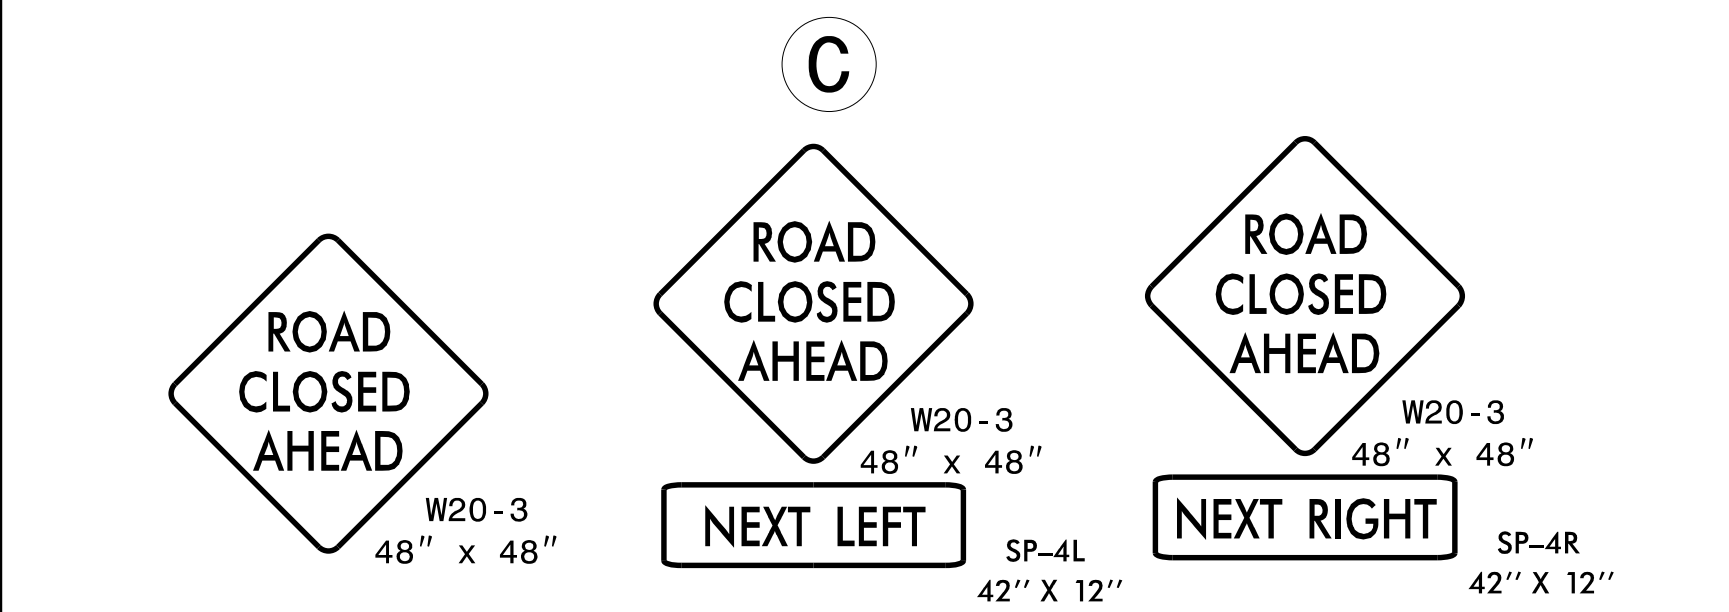 C
ROAD
CLOSED
AHEAD
W20-3
48" x 48"
ROAD
CLOSED
AHEAD
W20-3
48" x 48"
NEXT LEFT
SP-4L
42'' X 12''
ROAD
CLOSED
AHEAD
W20-3
48" x 48"
NEXT RIGHT
SP-4R
42'' X 12''